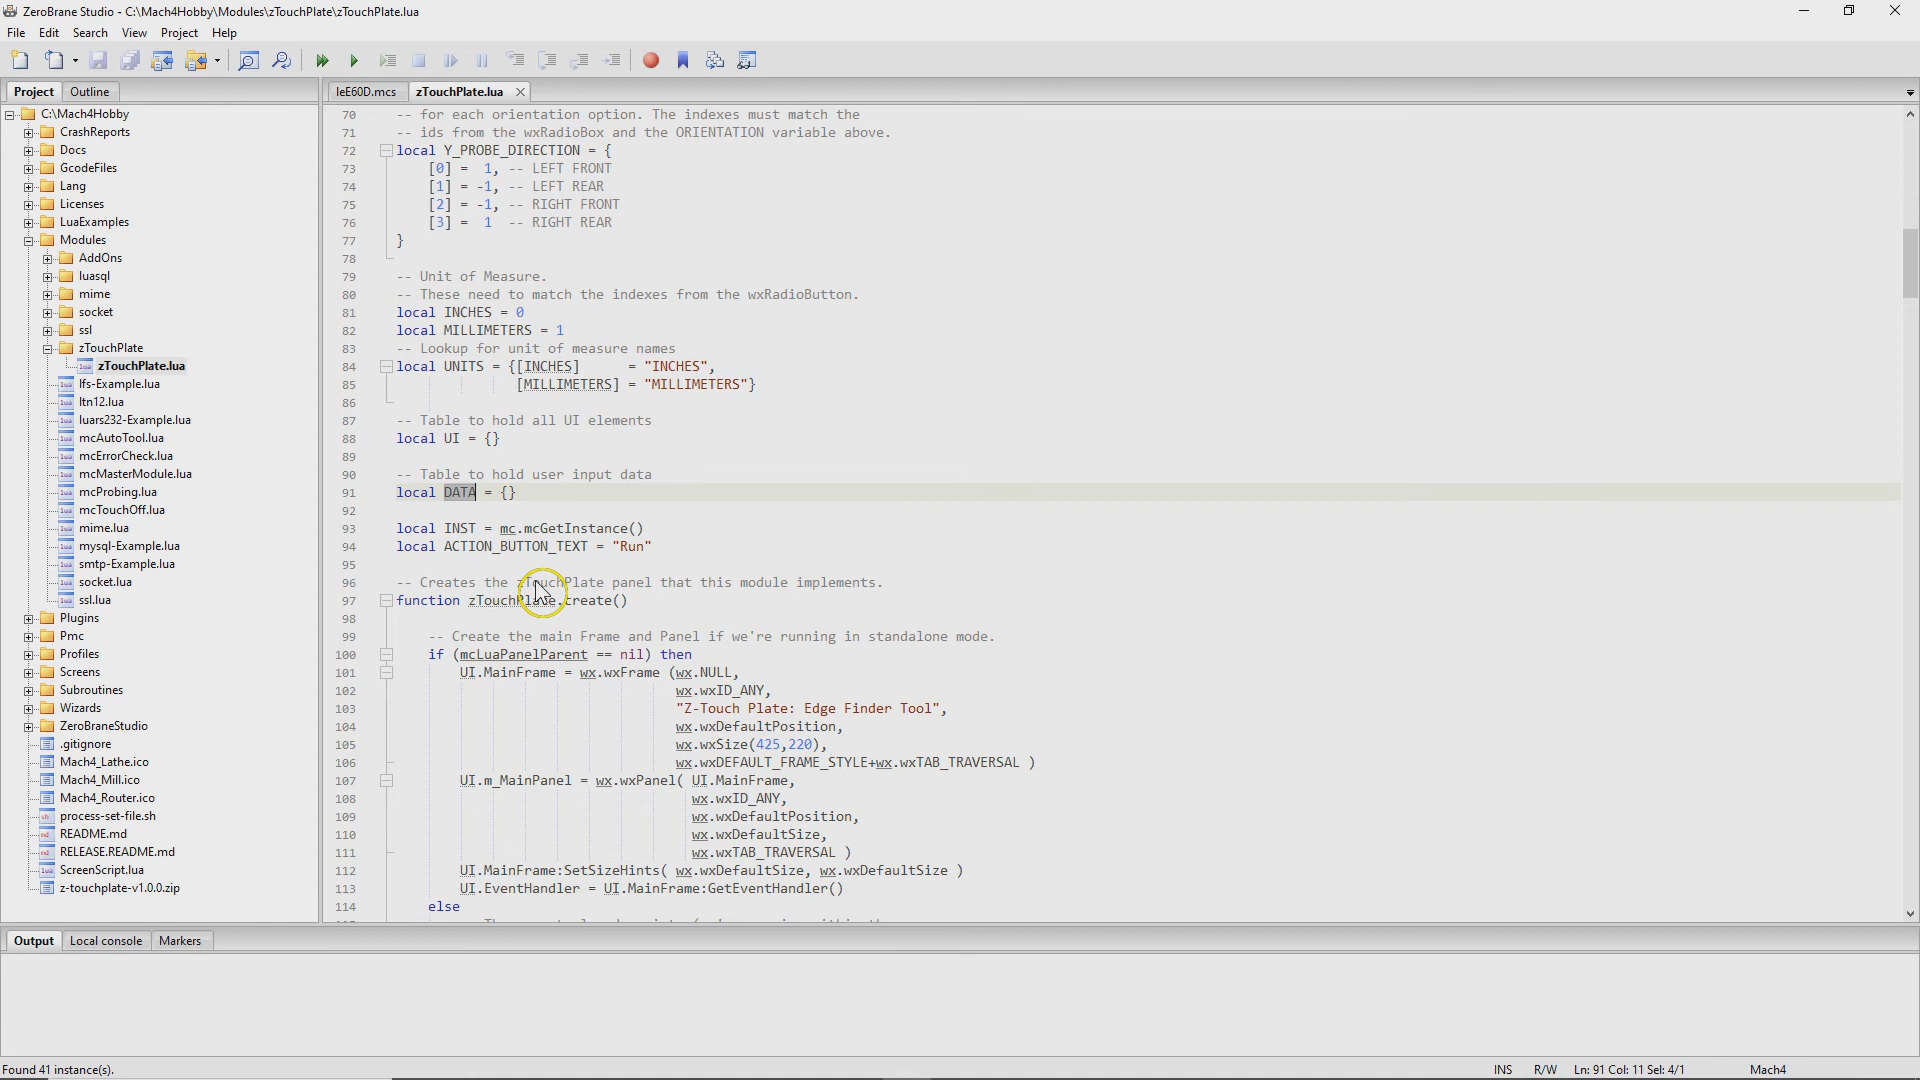 ZeroBrane Studio - C:\Mach4Hobby\Modules\zTouchPlate\zTouchPlate.lua
File Edit Search View Project Help
Project Outline
C:\Mach4Hobby
CrashReports
Docs
GcodeFiles
Lang
Licenses
LuaExamples
Modules
AddOns
luasql
mime
socket
ssl
zTouchPlate
zTouchPlate.lua
lfs-Example.lua
ltn12.lua
luars232-Example.lua
mcAutoTool.lua
mcErrorCheck.lua
mcMasterModule.lua
mcProbing.lua
mcTouchOff.lua
mime.lua
mysql-Example.lua
smtp-Example.lua
socket.lua
ssl.lua
Plugins
Pmc
Profiles
Screens
Subroutines
Wizards
ZeroBraneStudio
.gitignore
Mach4_Lathe.ico
Mach4_Mill.ico
Mach4_Router.ico
process-set-file.sh
README.md
RELEASE.README.md
ScreenScript.lua
z-touchplate-v1.0.0.zip
IeE60D.mcs zTouchPlate.lua
70 -- for each orientation option. The indexes must match the
71 -- ids from the wxRadioBox and the ORIENTATION variable above.
72 local Y_PROBE_DIRECTION = {
73 [0] = 1, -- LEFT FRONT
74 [1] = -1, -- LEFT REAR
75 [2] = -1, -- RIGHT FRONT
76 [3] = 1 -- RIGHT REAR
77 }
78
79 -- Unit of Measure.
80 -- These need to match the indexes from the wxRadioButton.
81 local INCHES = 0
82 local MILLIMETERS = 1
83 -- Lookup for unit of measure names
84 local UNITS = {[INCHES] = "INCHES",
85 [MILLIMETERS] = "MILLIMETERS"}
86
87 -- Table to hold all UI elements
88 local UI = {}
89
90 -- Table to hold user input data
91 local DATA = {}
92
93 local INST = mc.mcGetInstance()
94 local ACTION_BUTTON_TEXT = "Run"
95
96 -- Creates the zTouchPlate panel that this module implements.
97 function zTouchPlate.create()
98
99 -- Create the main Frame and Panel if we're running in standalone mode.
100 if (mcLuaPanelParent == nil) then
101 UI.MainFrame = wx.wxFrame (wx.NULL,
102 wx.wxID_ANY,
103 "Z-Touch Plate: Edge Finder Tool",
104 wx.wxDefaultPosition,
105 wx.wxSize(425,220),
106 wx.wxDEFAULT_FRAME_STYLE+wx.wxTAB_TRAVERSAL )
107 UI.m_MainPanel = wx.wxPanel( UI.MainFrame,
108 wx.wxID_ANY,
109 wx.wxDefaultPosition,
110 wx.wxDefaultSize,
111 wx.wxTAB_TRAVERSAL )
112 UI.MainFrame:SetSizeHints( wx.wxDefaultSize, wx.wxDefaultSize )
113 UI.EventHandler = UI.MainFrame:GetEventHandler()
114 else
Output Local console Markers
Found 41 instance(s).
INS R/W Ln: 91 Col: 11 Sel: 4/1 Mach4